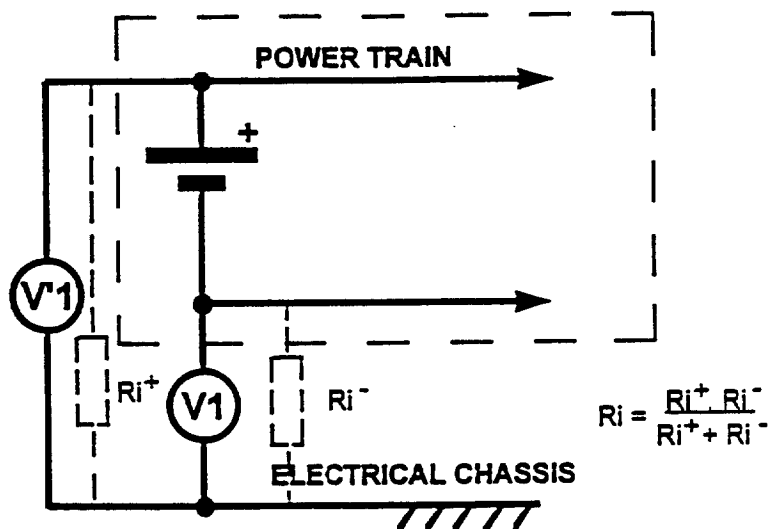 POWER TRAIN
+
V'1
Ri⁺
V1
Ri⁻
Ri = Ri⁺. Ri⁻ / Ri⁺ + Ri⁻
ELECTRICAL CHASSIS